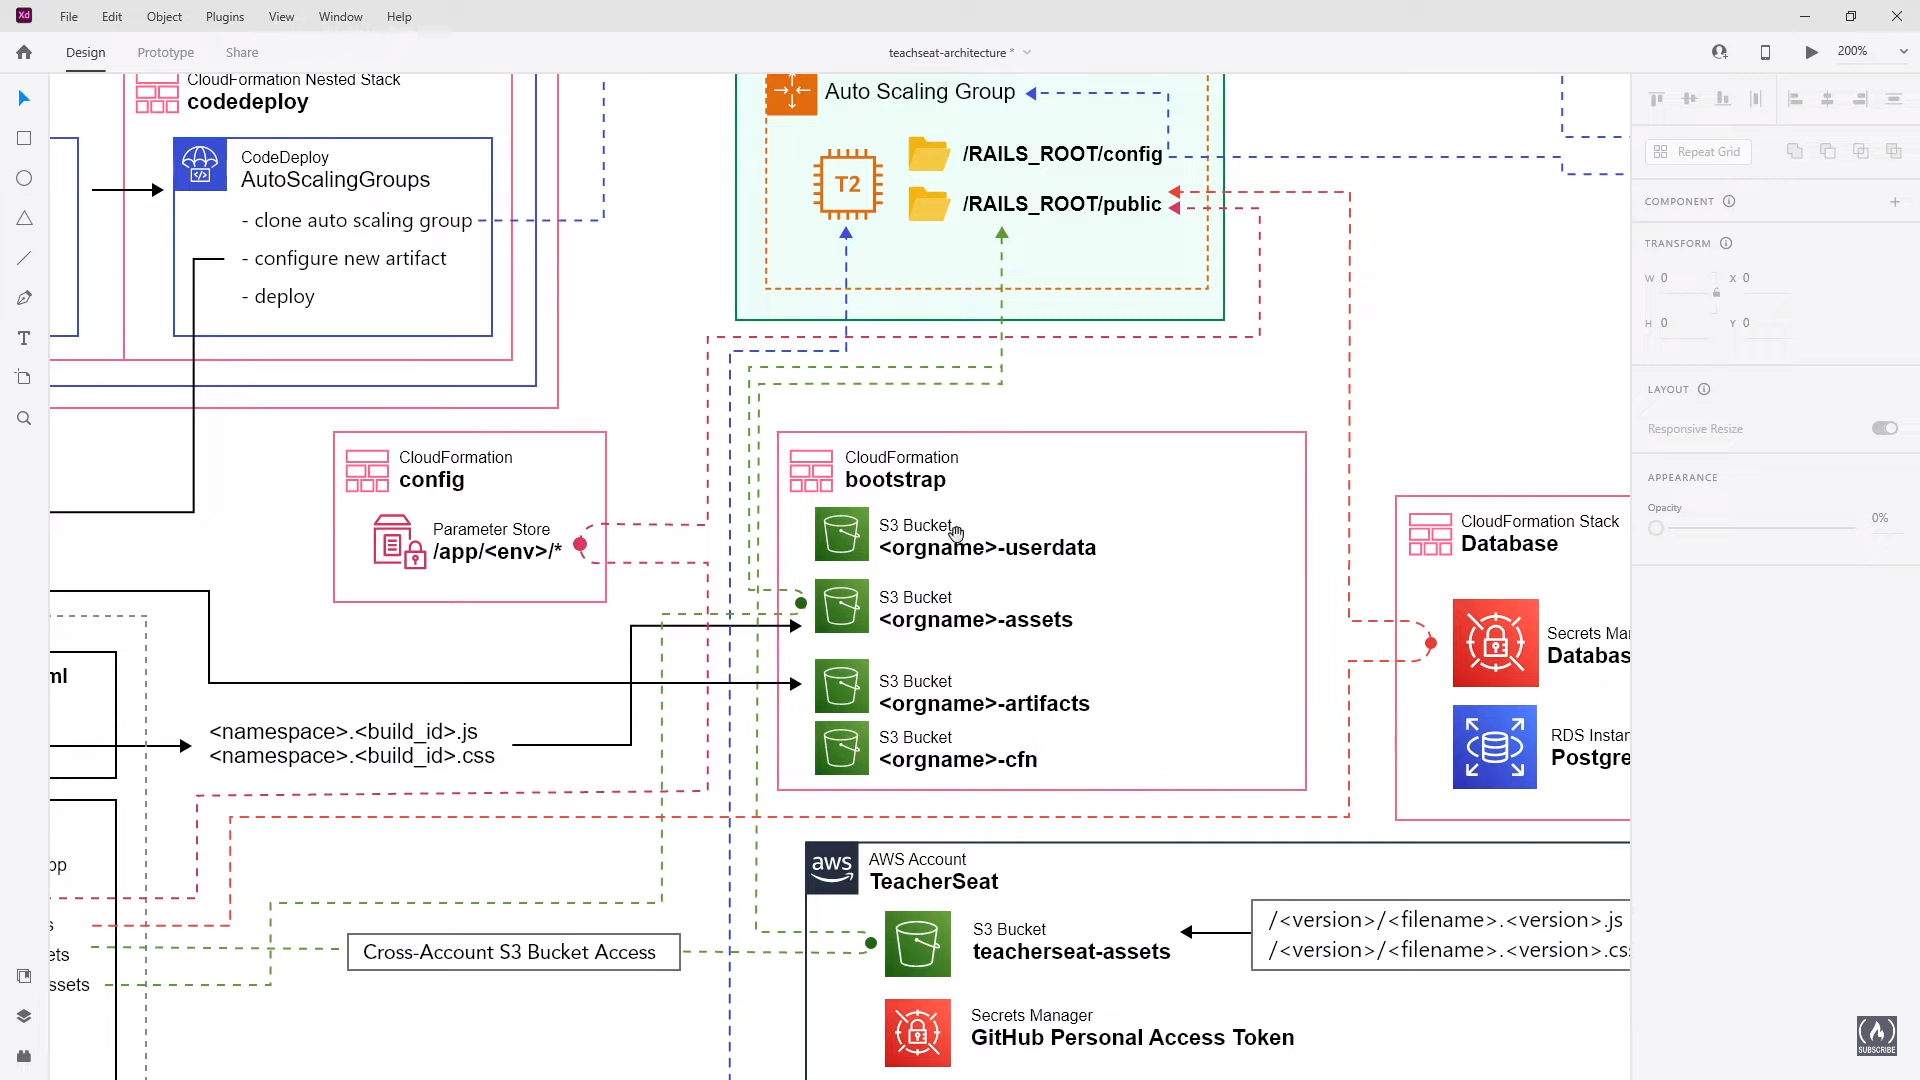 Xd
File
Edit
Object
Plugins
View
Window
Help
Design
Prototype
Share
teachseat-architecture *
200%
CloudFormation Nested Stack
codedeploy
CodeDeploy
AutoScalingGroups
- clone auto scaling group
- configure new artifact
- deploy
Auto Scaling Group
T2
/RAILS_ROOT/config
/RAILS_ROOT/public
CloudFormation
config
Parameter Store
/app/<env>/*
CloudFormation
bootstrap
S3 Bucket
<orgname>-userdata
S3 Bucket
<orgname>-assets
S3 Bucket
<orgname>-artifacts
S3 Bucket
<orgname>-cfn
CloudFormation Stack
Database
Secrets Ma
Databas
RDS Instan
Postgre
ml
<namespace>.<build_id>.js
<namespace>.<build_id>.css
op
s
ets
ssets
Cross-Account S3 Bucket Access
aws
AWS Account
TeacherSeat
S3 Bucket
teacherseat-assets
/<version>/<filename>.<version>.js
/<version>/<filename>.<version>.cs
Secrets Manager
GitHub Personal Access Token
Repeat Grid
COMPONENT
TRANSFORM
W 0
X 0
H 0
Y 0
LAYOUT
Responsive Resize
APPEARANCE
Opacity
0%
SUBSCRIBE